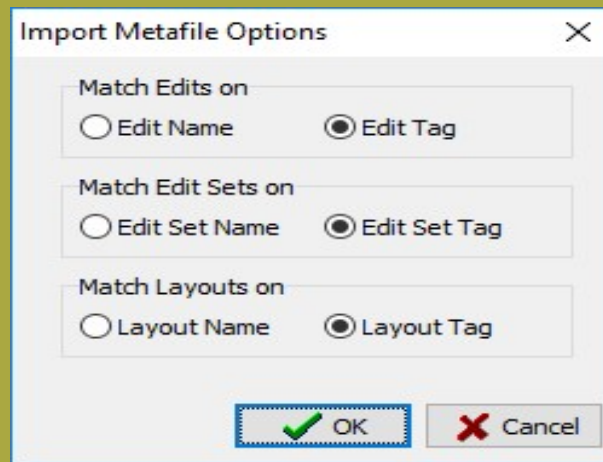 Import Metafile Options
Match Edits on
Edit Name Edit Tag
Match Edit Sets on
Edit Set Name Edit Set Tag
Match Layouts on
Layout Name Layout Tag
OK Cancel